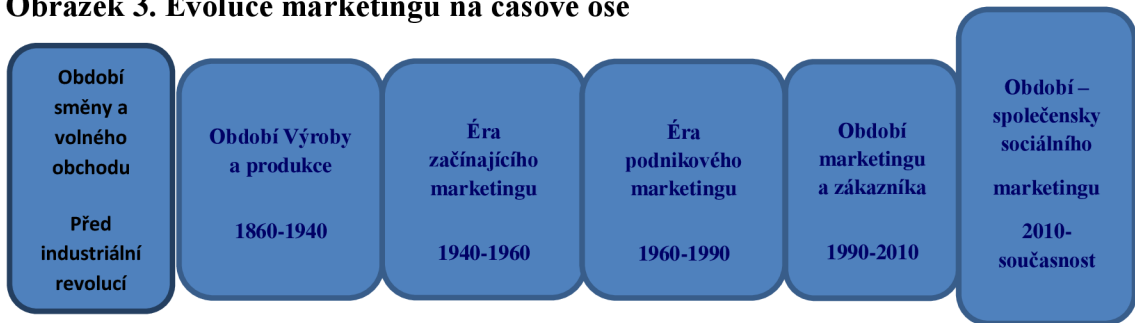 Obrázek 3. Evoluce marketingu na časové ose
Období
směny a
volného
obchodu
Před
industriální
revolucí
Období Výroby
a produkce
1860-1940
Éra
začínajícího
marketingu
1940-1960
Éra
podnikového
marketingu
1960-1990
Období
marketingu
a zákazníka
1990-2010
Období –
společensky
sociálního
marketingu
2010-
současnost